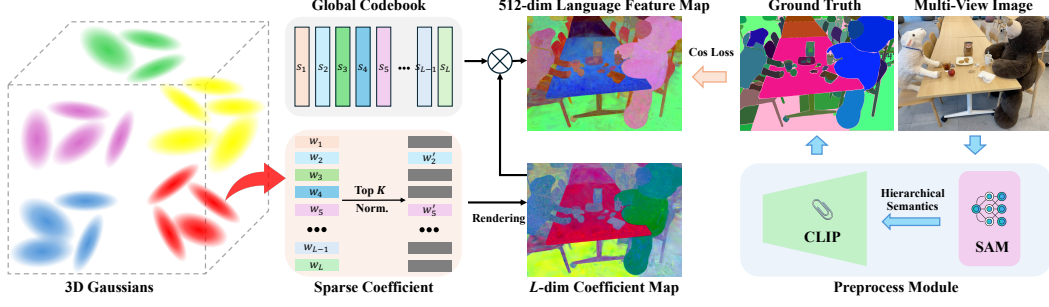 Global Codebook
512-dim Language Feature Map
Ground Truth
Multi-View Image
s1 s2 s3 s4 s5 ••• sL−1 sL
Cos Loss
w1
w2 w′2
w3
w4 Top K
w5 Norm. w′5
••• •••
wL−1
wL
Rendering
Hierarchical
Semantics
CLIP
SAM
3D Gaussians
Sparse Coefficient
L-dim Coefficient Map
Preprocess Module